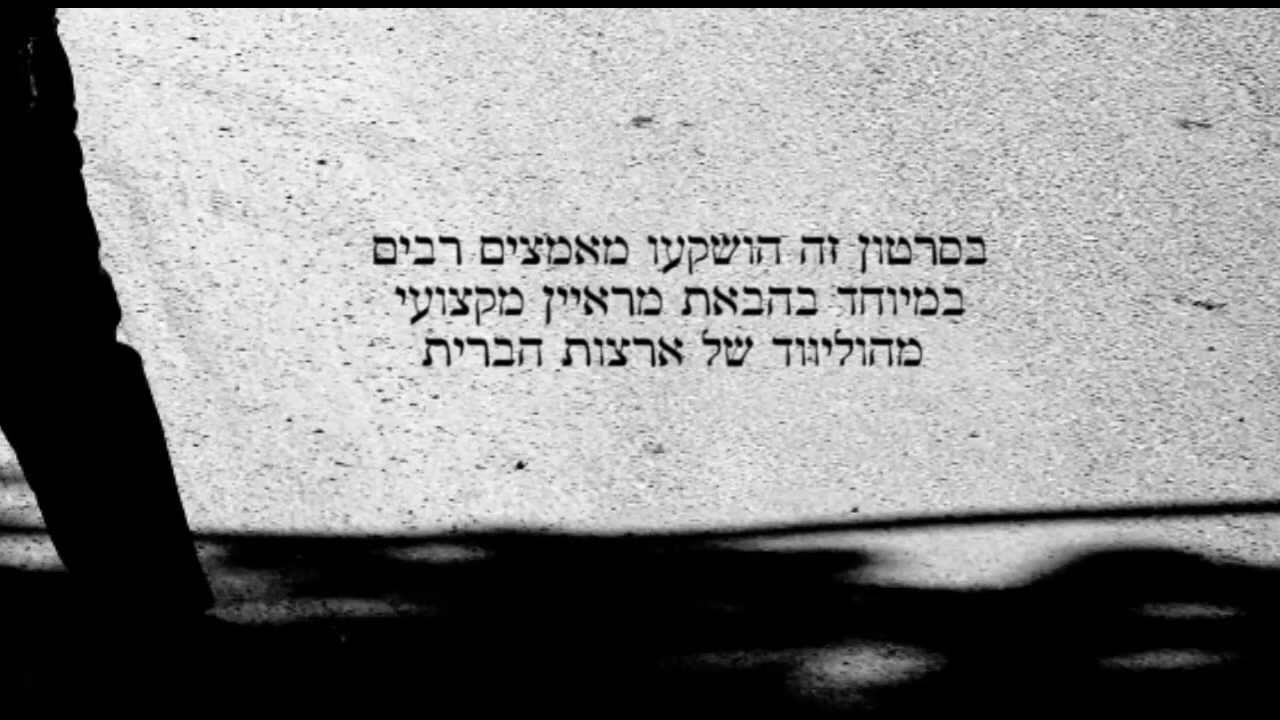 בסרטון זה הושקעו מאמצים רבים
במיוחד בהבאת מראיין מקצועי
מהוליווד של ארצות הברית